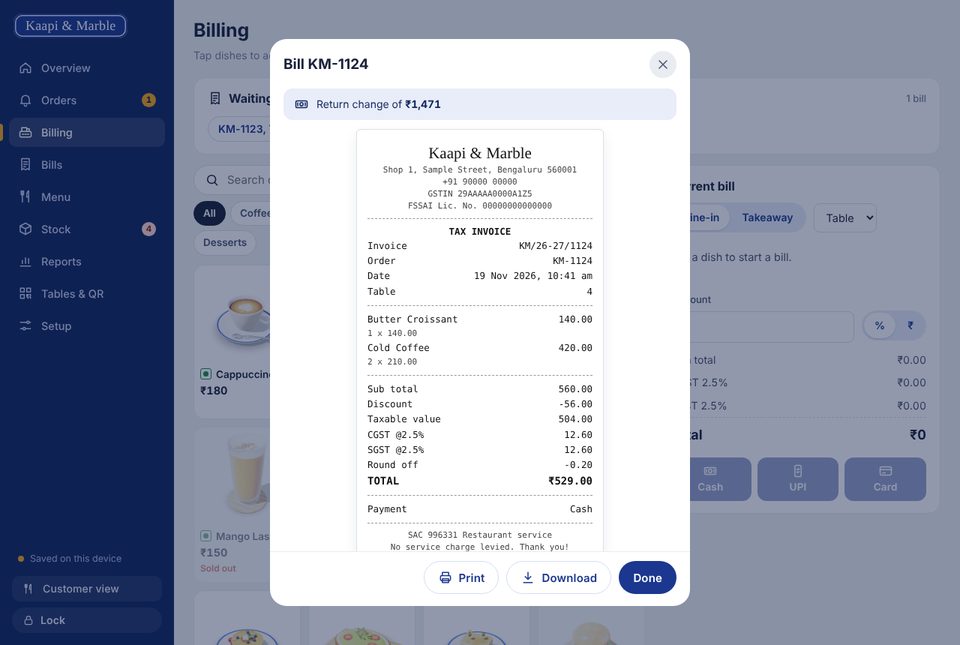 Kaapi & Marble
Overview
Orders 1
Billing
Bills
Menu
Stock 4
Reports
Tables & QR
Setup
Saved on this device
Customer view
Lock
Billing
Tap dishes to a
Waiting
1 bill
KM-1123,
Search
All
Coffe
Desserts
Cappuccin
₹180
Mango Las
₹150
Sold out
rrent bill
ine-in
Takeaway
Table
a dish to start a bill.
ount
%
₹
total ₹0.00
ST 2.5% ₹0.00
ST 2.5% ₹0.00
tal ₹0
Cash
UPI
Card
Bill KM-1124
Return change of ₹1,471
Kaapi & Marble
Shop 1, Sample Street, Bengaluru 560001
+91 90000 00000
GSTIN 29AAAAA0000A1Z5
FSSAI Lic. No. 00000000000000
TAX INVOICE
Invoice KM/26-27/1124
Order KM-1124
Date 19 Nov 2026, 10:41 am
Table 4
Butter Croissant 140.00
1 x 140.00
Cold Coffee 420.00
2 x 210.00
Sub total 560.00
Discount -56.00
Taxable value 504.00
CGST @2.5% 12.60
SGST @2.5% 12.60
Round off -0.20
TOTAL ₹529.00
Payment Cash
SAC 996331 Restaurant service
No service charge levied. Thank you!
Print
Download
Done